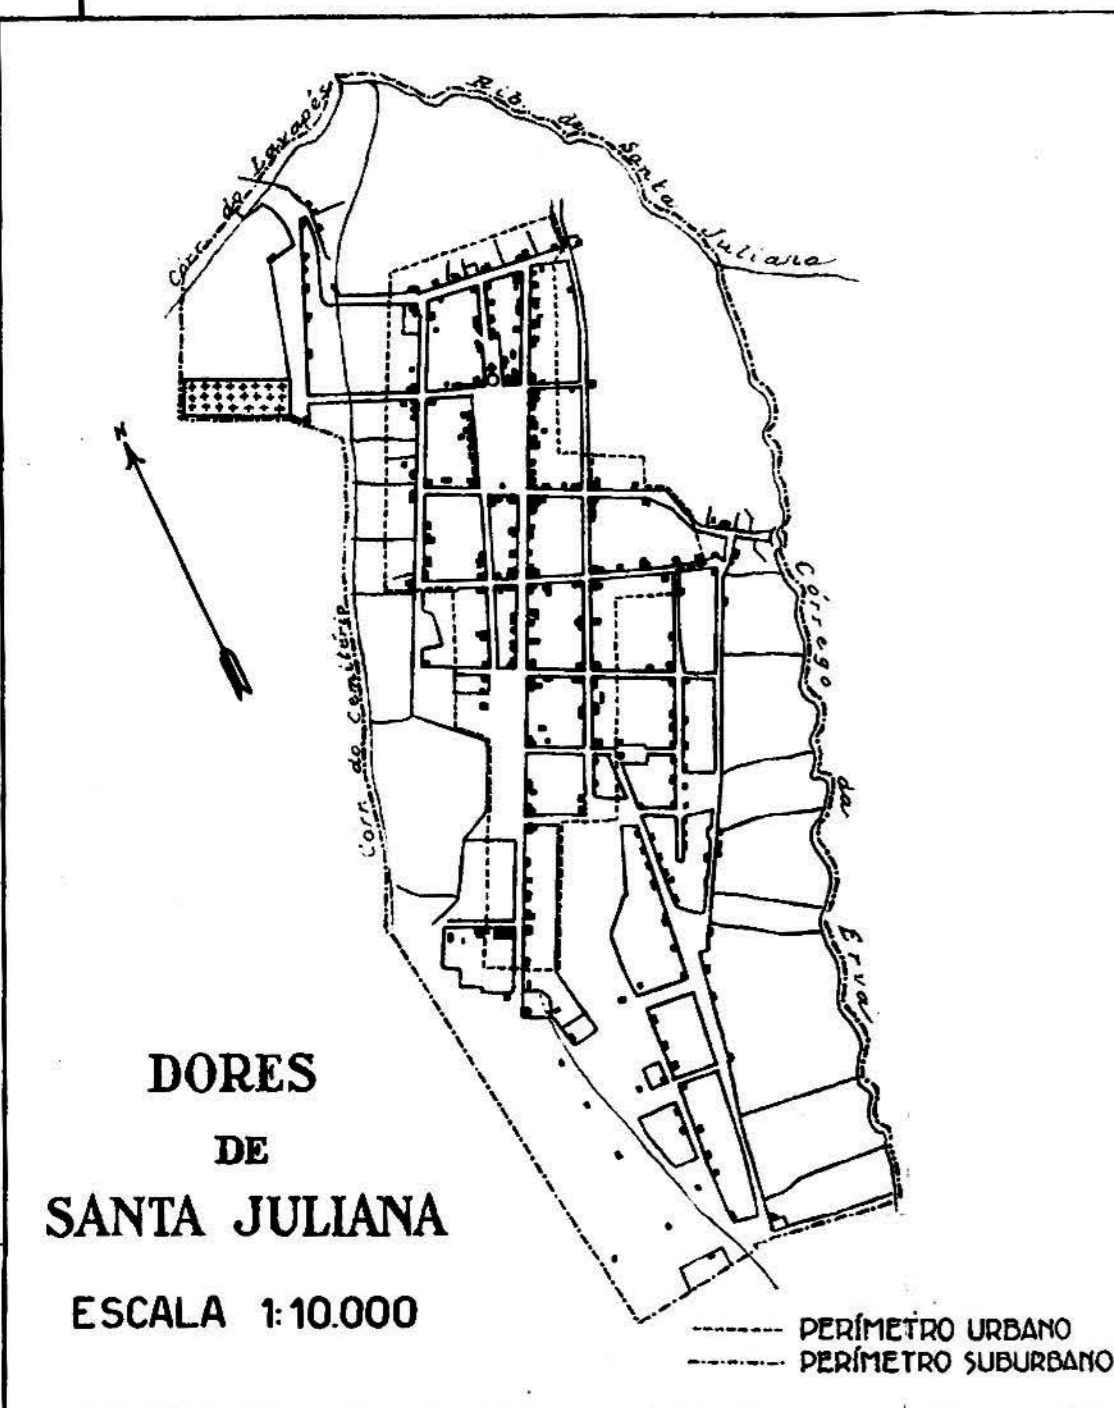 Rib. de Santa Juliana
Córr. do Lavapés
N
Corr. do Cemitério
Córrego da Erva
DORES
DE
SANTA JULIANA
ESCALA 1:10.000
PERÍMETRO URBANO
PERÍMETRO SUBURBANO